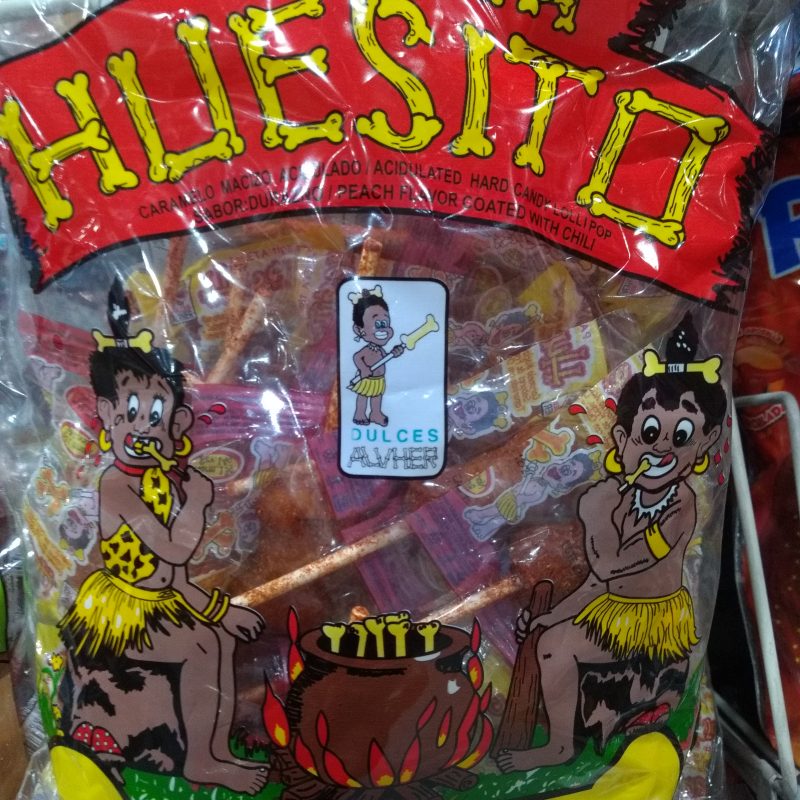 HUESITO
CARAMELO MACIZO ACIDULADO / ACIDULATED HARD CANDY LOLLIPOP
SABOR: DURAZNO / PEACH FLAVOR COATED WITH CHILI
DULCES
ALVHER